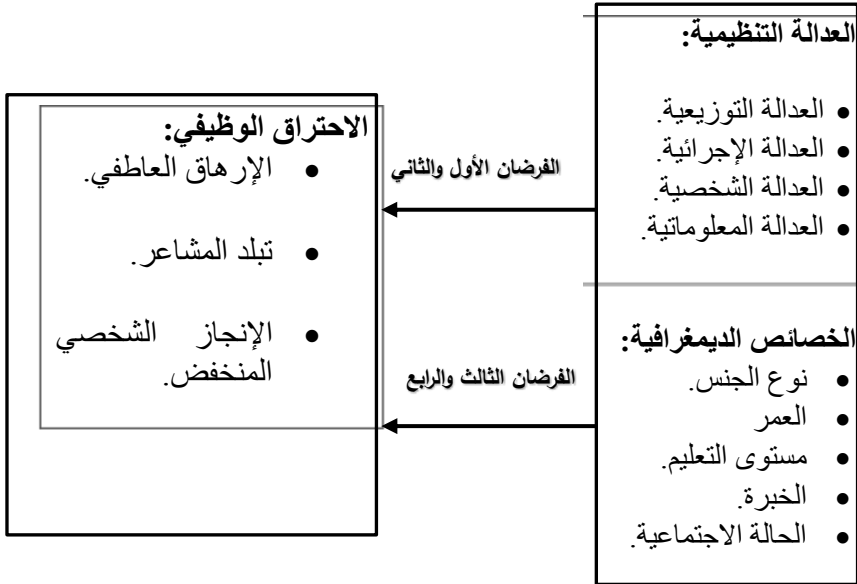 العدالة التنظيمية:
• العدالة التوزيعية.
• العدالة الإجرائية.
• العدالة الشخصية.
• العدالة المعلوماتية.
الخصائص الديمغرافية:
• نوع الجنس.
• العمر
• مستوى التعليم.
• الخبرة.
• الحالة الاجتماعية.
الفرضان الأول والثاني
الفرضان الثالث والرابع
الاحتراق الوظيفي:
• الإرهاق العاطفي.
• تبلد المشاعر.
• الإنجاز الشخصي
المنخفض.